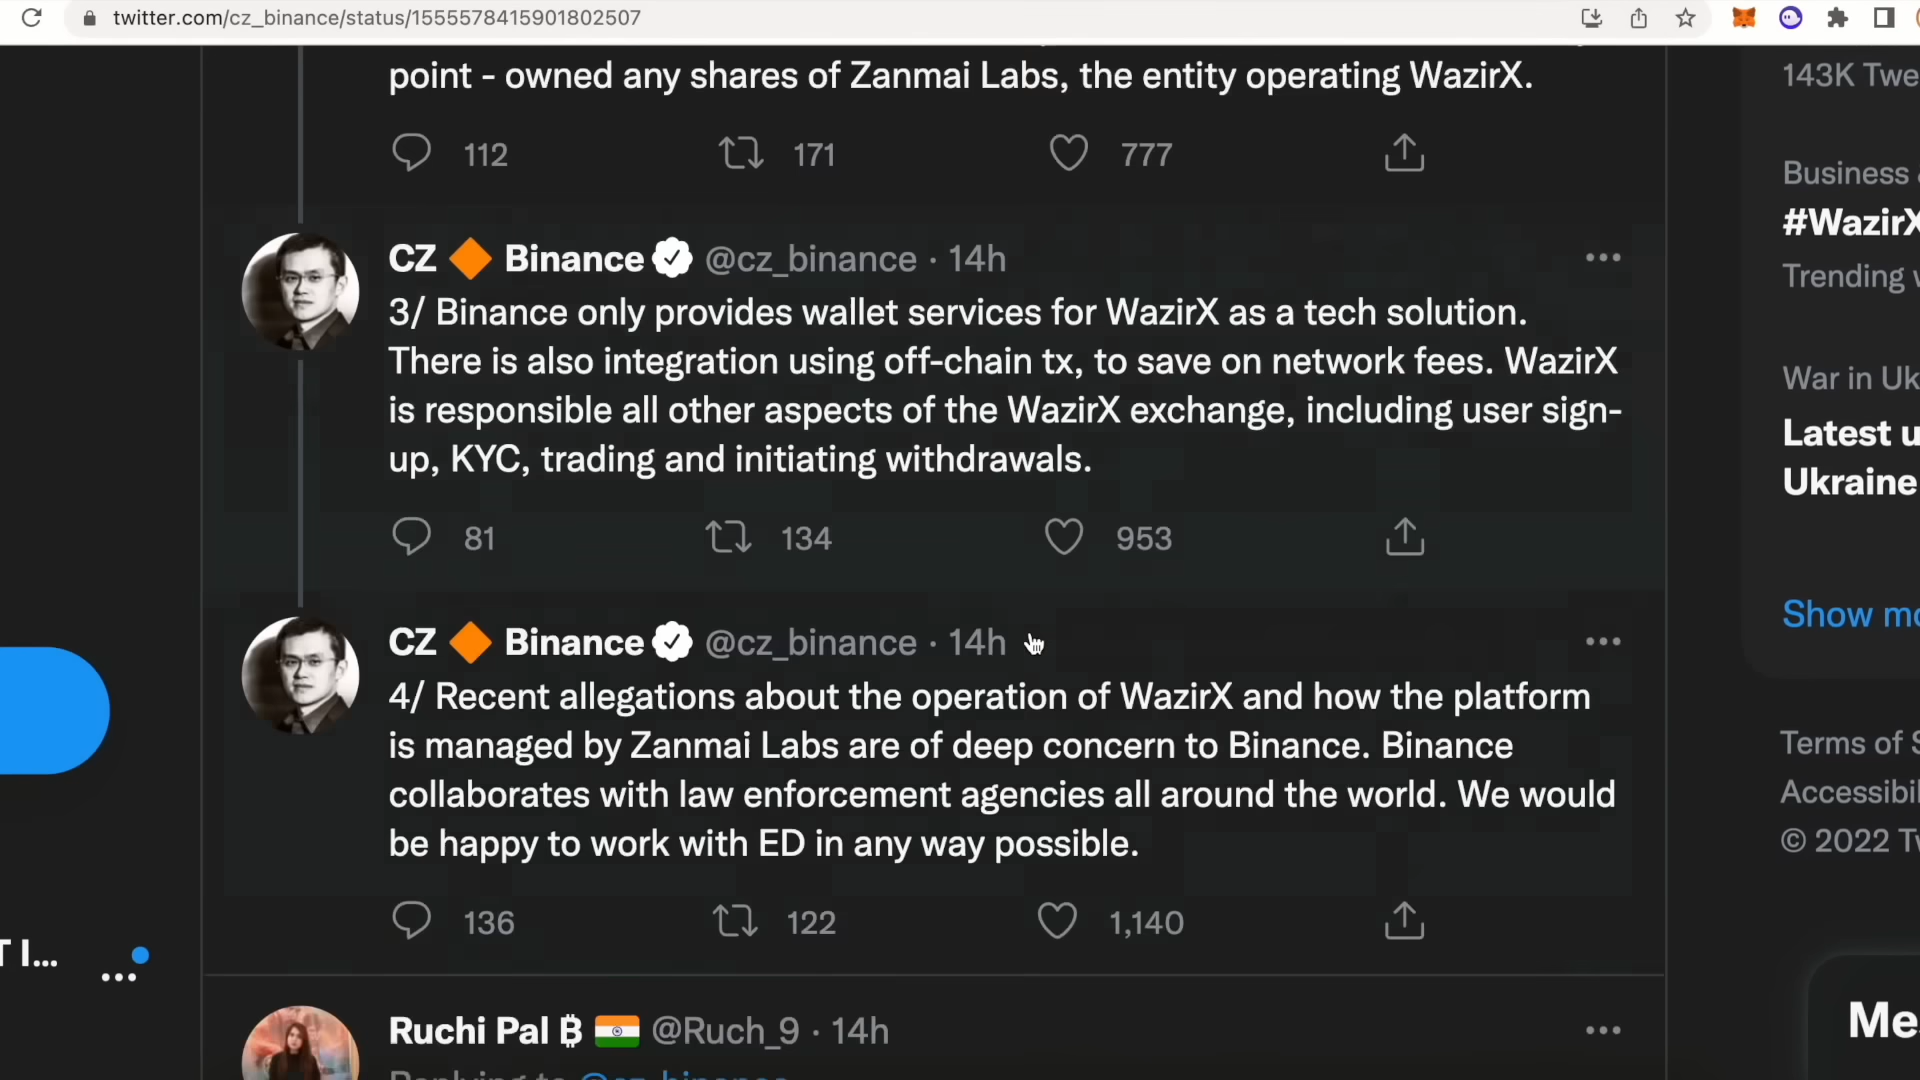 twitter.com/cz_binance/status/1555578415901802507
point - owned any shares of Zanmai Labs, the entity operating WazirX.
112 171 777
CZ 🔶 Binance @cz_binance · 14h
3/ Binance only provides wallet services for WazirX as a tech solution.
There is also integration using off-chain tx, to save on network fees. WazirX
is responsible all other aspects of the WazirX exchange, including user sign-
up, KYC, trading and initiating withdrawals.
81 134 953
CZ 🔶 Binance @cz_binance · 14h
4/ Recent allegations about the operation of WazirX and how the platform
is managed by Zanmai Labs are of deep concern to Binance. Binance
collaborates with law enforcement agencies all around the world. We would
be happy to work with ED in any way possible.
136 122 1,140
Ruchi Pal ₿ 🇮🇳 @Ruch_9 · 14h
Replying to @cz_binance
T I...
143K Twe
Business
#WazirX
Trending w
War in Uk
Latest u
Ukraine
Show mo
Terms of S
Accessibil
© 2022 Tw
Me